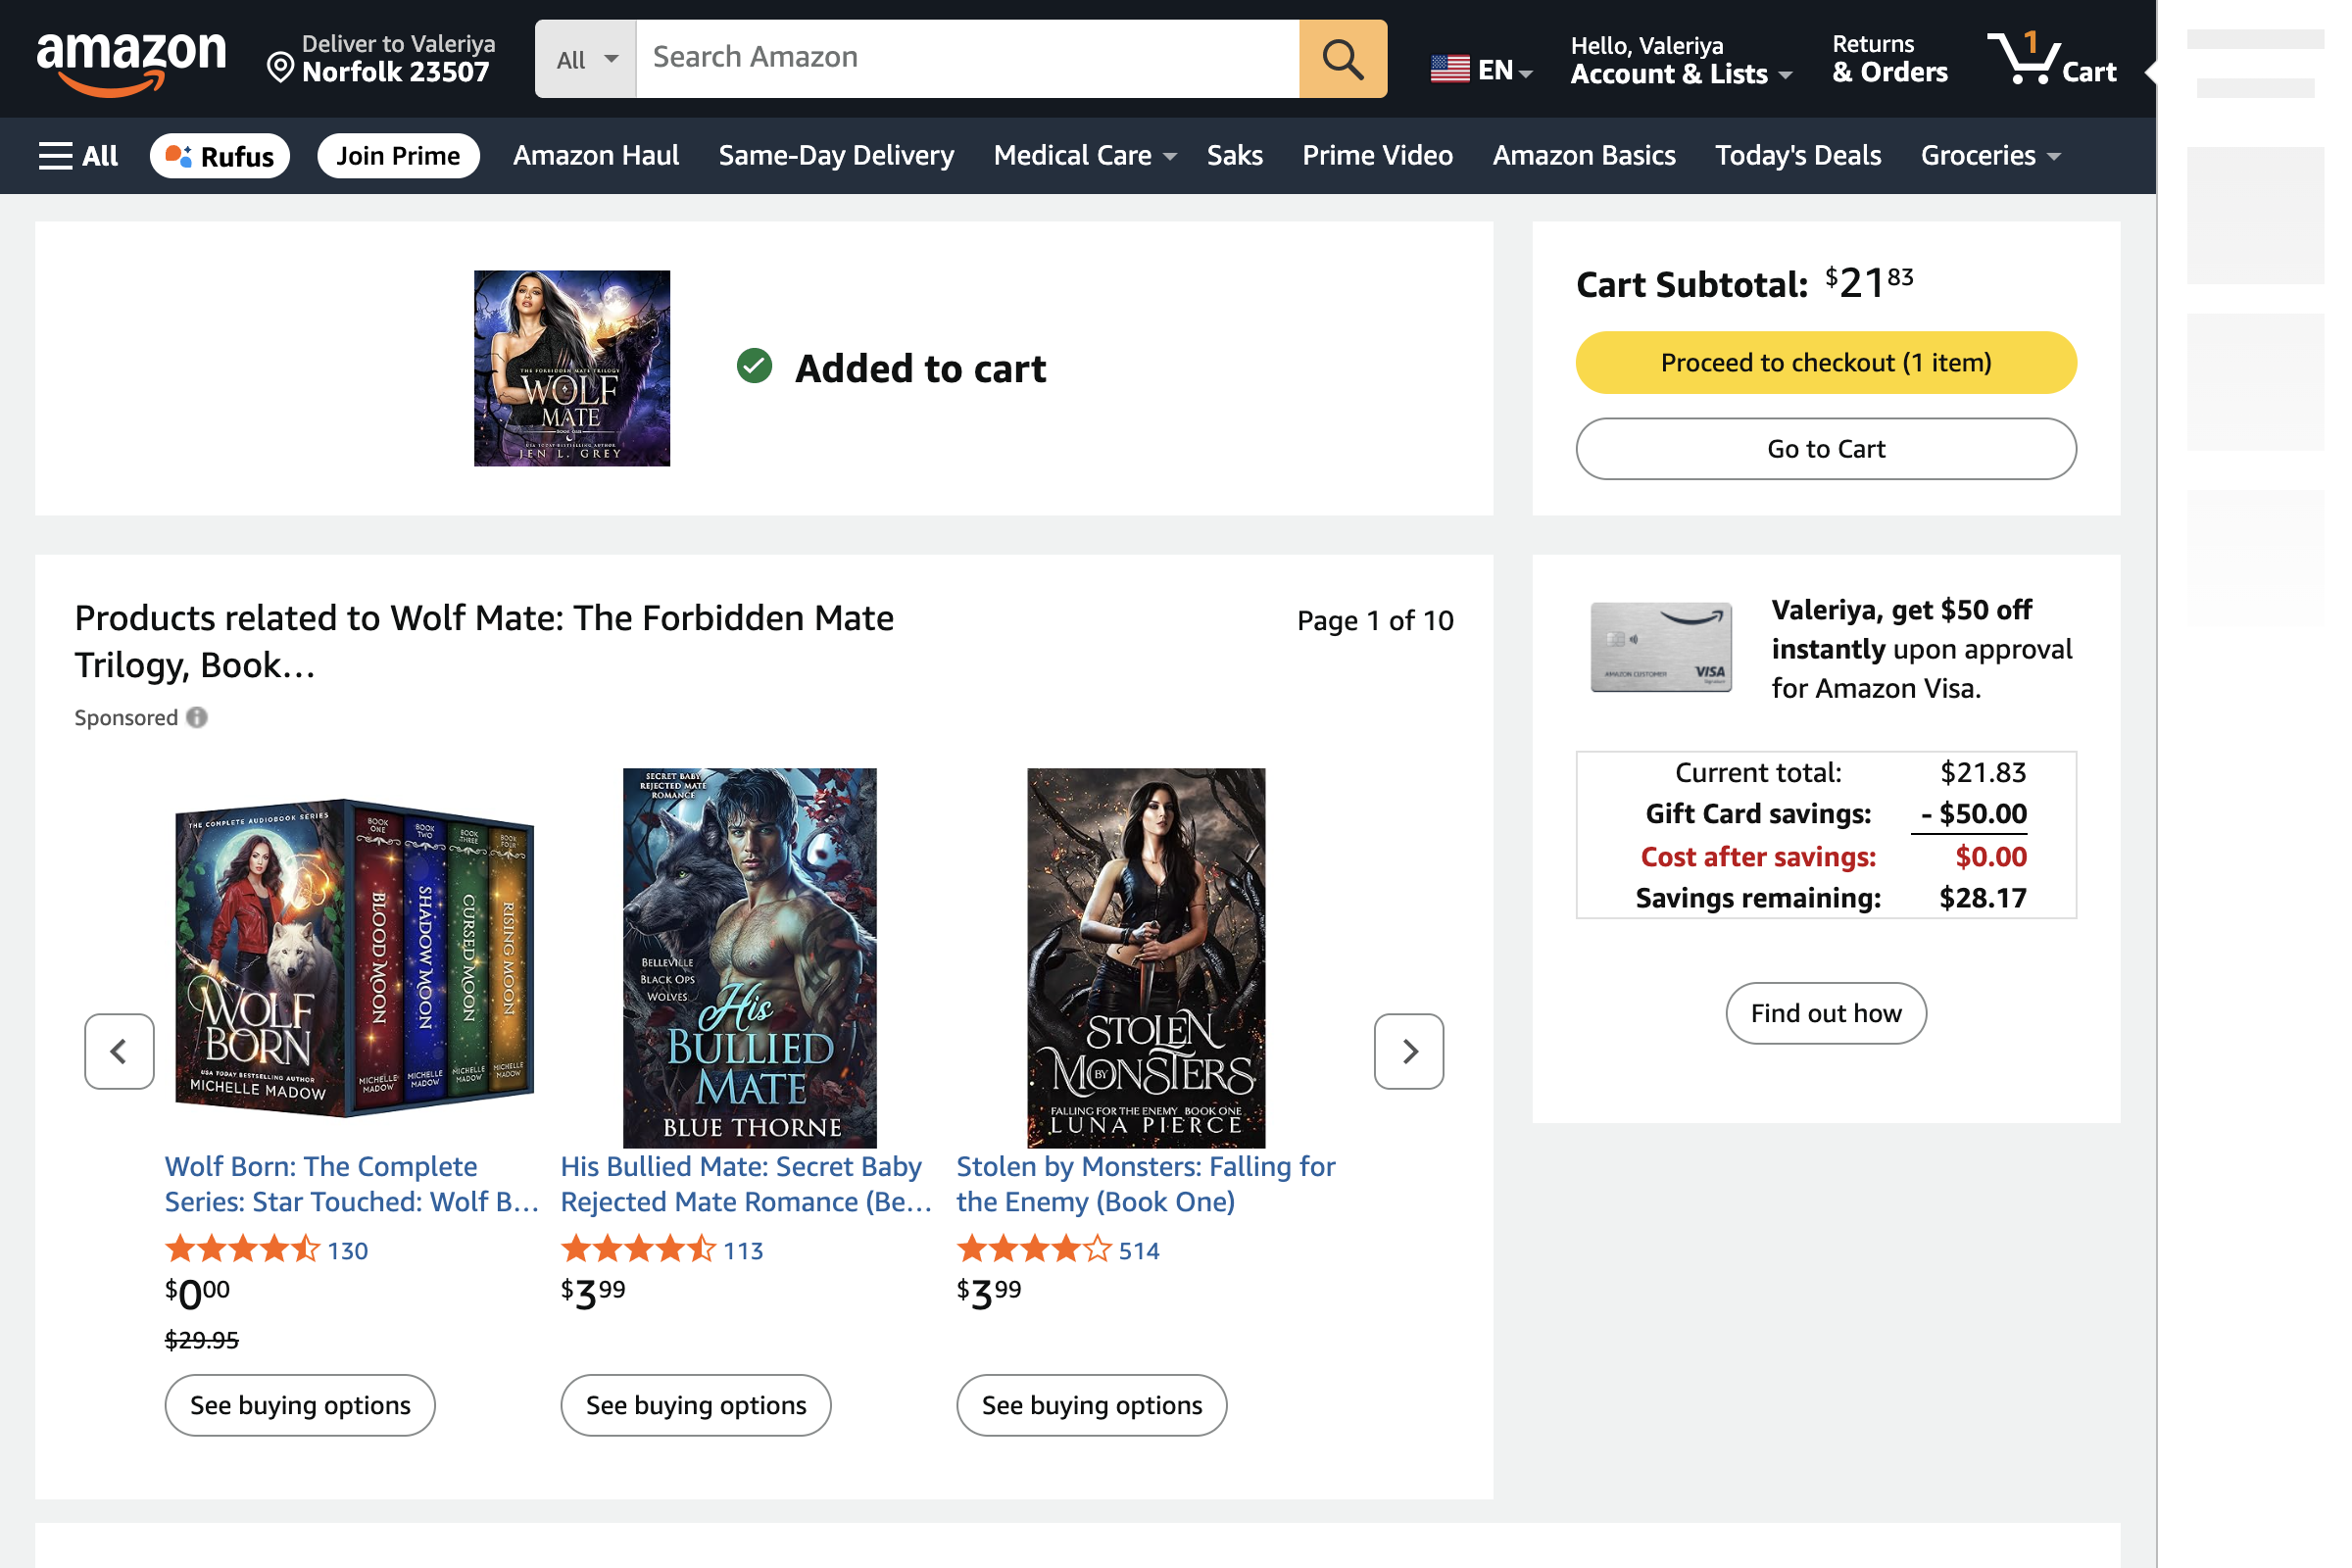 amazon
Deliver to Valeriya
Norfolk 23507
All
Search Amazon
EN
Hello, Valeriya
Account & Lists
Returns
& Orders
1
Cart
All
Rufus
Join Prime
Amazon Haul
Same-Day Delivery
Medical Care
Saks
Prime Video
Amazon Basics
Today's Deals
Groceries
THE FORBIDDEN MATE TRILOGY
WOLF
MATE
BOOK ONE
USA TODAY BESTSELLING AUTHOR
JEN L. GREY
Added to cart
Cart Subtotal: $21.83
Proceed to checkout (1 item)
Go to Cart
Products related to Wolf Mate: The Forbidden Mate
Trilogy, Book…
Page 1 of 10
Sponsored
THE COMPLETE AUDIOBOOK SERIES
WOLF
BORN
USA TODAY BESTSELLING AUTHOR
MICHELLE MADOW
BOOK
ONE
BLOOD MOON
MICHELLE
MADOW
BOOK
TWO
SHADOW MOON
MICHELLE
MADOW
BOOK
THREE
CURSED MOON
MICHELLE
MADOW
BOOK
FOUR
RISING MOON
MICHELLE
MADOW
Wolf Born: The Complete
Series: Star Touched: Wolf B…
130
$0.00
$29.95
See buying options
SECRET BABY
REJECTED MATE
ROMANCE
BELLEVILLE
BLACK OPS
WOLVES
His
BULLIED
MATE
BLUE THORNE
His Bullied Mate: Secret Baby
Rejected Mate Romance (Be…
113
$3.99
See buying options
STOLEN
BY
MONSTERS
FALLING FOR THE ENEMY BOOK ONE
LUNA PIERCE
Stolen by Monsters: Falling for
the Enemy (Book One)
514
$3.99
See buying options
AMAZON CUSTOMER
VISA
Signature
Valeriya, get $50 off
instantly upon approval
for Amazon Visa.
Current total: $21.83
Gift Card savings: - $50.00
Cost after savings: $0.00
Savings remaining: $28.17
Find out how